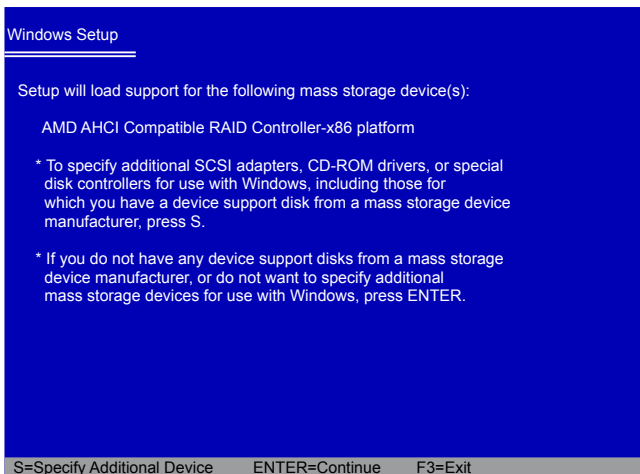 Windows Setup
Setup will load support for the following mass storage device(s):
AMD AHCI Compatible RAID Controller-x86 platform
* To specify additional SCSI adapters, CD-ROM drivers, or special
disk controllers for use with Windows, including those for
which you have a device support disk from a mass storage device
manufacturer, press S.
* If you do not have any device support disks from a mass storage
device manufacturer, or do not want to specify additional
mass storage devices for use with Windows, press ENTER.
S=Specify Additional Device ENTER=Continue F3=Exit